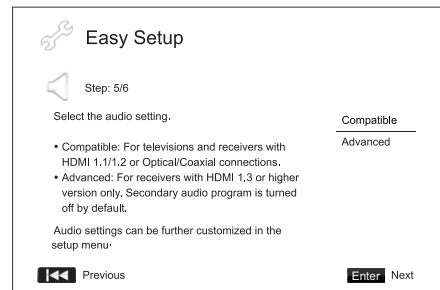 Easy Setup
Step: 5/6
Select the audio setting.
Compatible
Advanced
• Compatible: For televisions and receivers with
HDMI 1.1/1.2 or Optical/Coaxial connections.
• Advanced: For receivers with HDMI 1.3 or higher
version only. Secondary audio program is turned
off by default.
Audio settings can be further customized in the
setup menu.
Previous
Enter Next